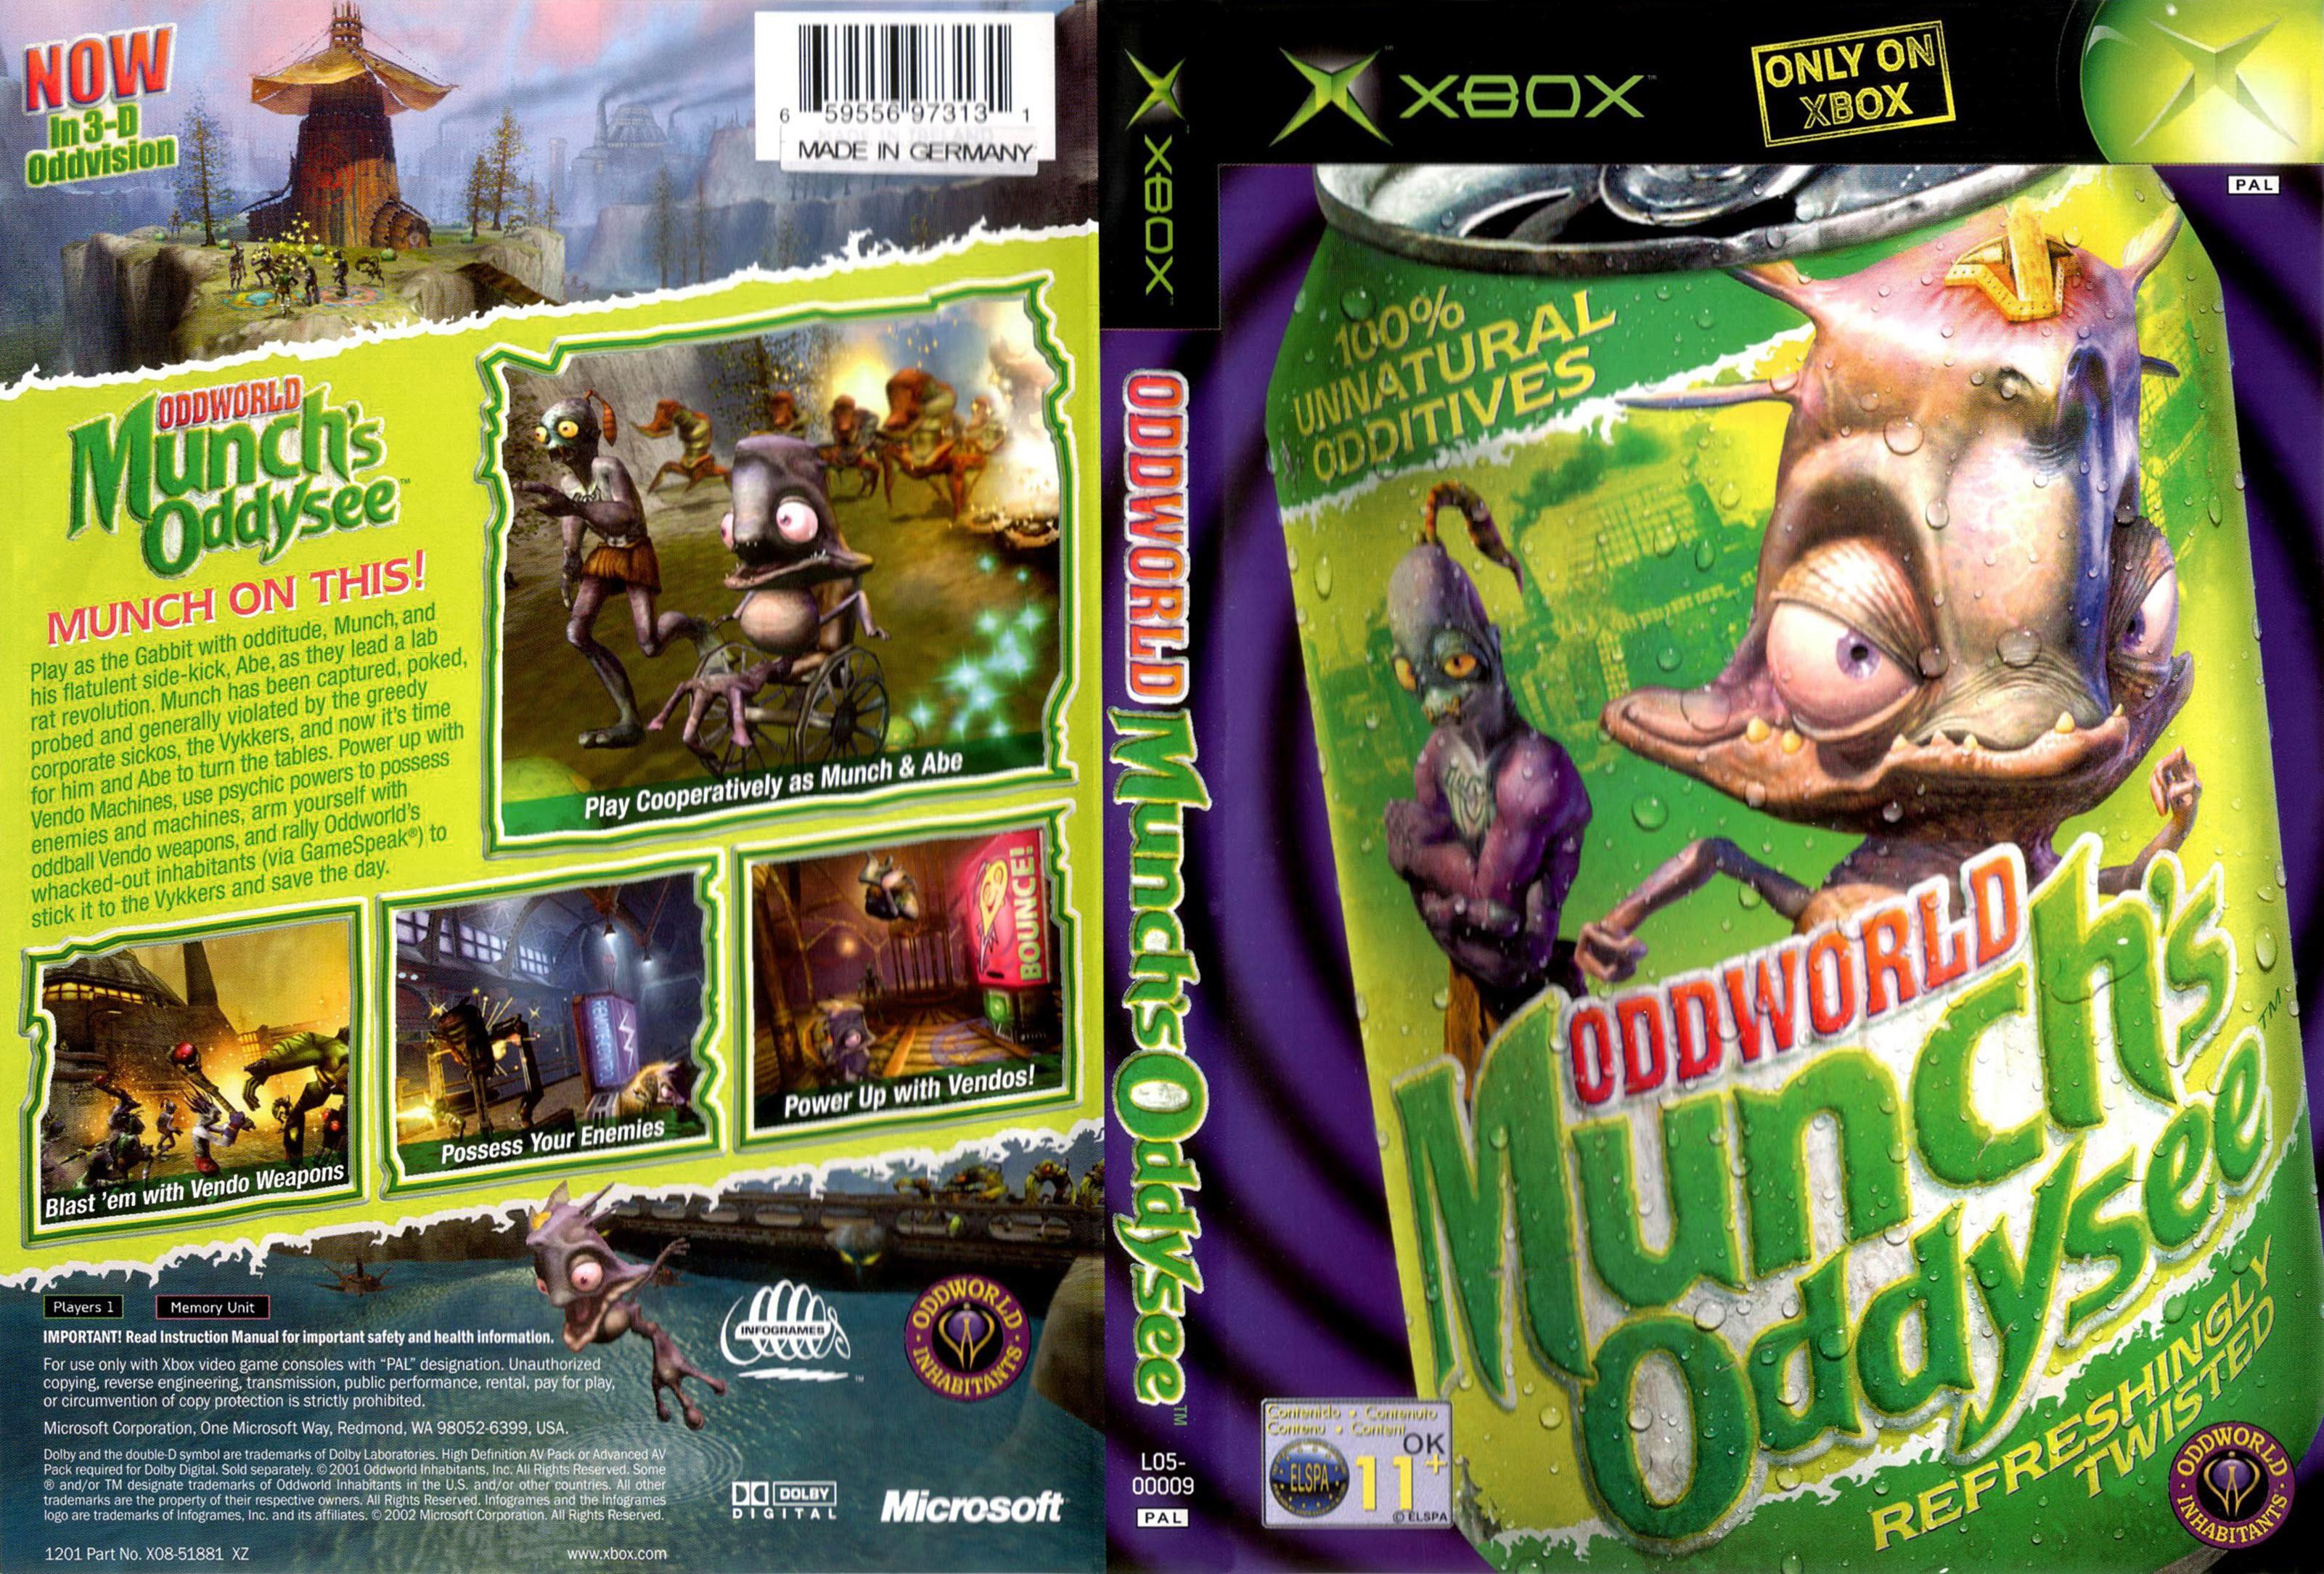 NOW
In 3-D
Oddvision
6 59556 97313 1
MADE IN GERMANY
ODDWORLD
Munch's
Oddysee™
MUNCH ON THIS!
Play as the Gabbit with odditude, Munch, and
his flatulent side-kick, Abe, as they lead a lab
rat revolution. Munch has been captured, poked,
probed and generally violated by the greedy
corporate sickos, the Vykkers, and now it's time
for him and Abe to turn the tables. Power up with
Vendo Machines, use psychic powers to possess
enemies and machines, arm yourself with
oddball Vendo weapons, and rally Oddworld's
whacked-out inhabitants (via GameSpeak®) to
stick it to the Vykkers and save the day.
Play Cooperatively as Munch & Abe
Blast 'em with Vendo Weapons
Possess Your Enemies
BOUNCE!
Power Up with Vendos!
Players 1
Memory Unit
IMPORTANT! Read Instruction Manual for important safety and health information.
For use only with Xbox video game consoles with “PAL” designation. Unauthorized
copying, reverse engineering, transmission, public performance, rental, pay for play,
or circumvention of copy protection is strictly prohibited.
Microsoft Corporation, One Microsoft Way, Redmond, WA 98052-6399, USA.
Dolby and the double-D symbol are trademarks of Dolby Laboratories. High Definition AV Pack or Advanced AV
Pack required for Dolby Digital. Sold separately. © 2001 Oddworld Inhabitants, Inc. All Rights Reserved. Some
® and/or TM designate trademarks of Oddworld Inhabitants in the U.S. and/or other countries. All other
trademarks are the property of their respective owners. All Rights Reserved. Infogrames and the Infogrames
logo are trademarks of Infogrames, Inc. and its affiliates. © 2002 Microsoft Corporation. All Rights Reserved.
1201 Part No. X08-51881 XZ
www.xbox.com
INFOGRAMES™
ODDWORLD INHABITANTS
DOLBY
DIGITAL
Microsoft
XBOX
ODDWORLD Munch's Oddysee™
L05-
00009
PAL
XBOX™
ONLY ON
XBOX
PAL
100%
UNNATURAL
ODDITIVES
ODDWORLD
Munch's
Oddysee™
REFRESHINGLY
TWISTED
Contenido • Contenuto
Contenu • Content
OK
ELSPA
11+
© ELSPA
ODDWORLD INHABITANTS